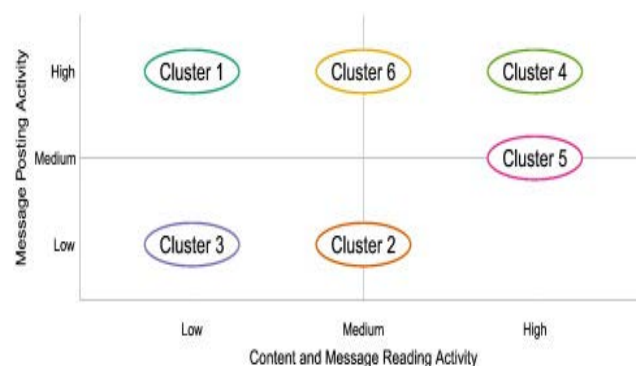 Message Posting Activity
High
Cluster 1
Cluster 6
Cluster 4
Medium
Cluster 5
Low
Cluster 3
Cluster 2
Low
Medium
High
Content and Message Reading Activity